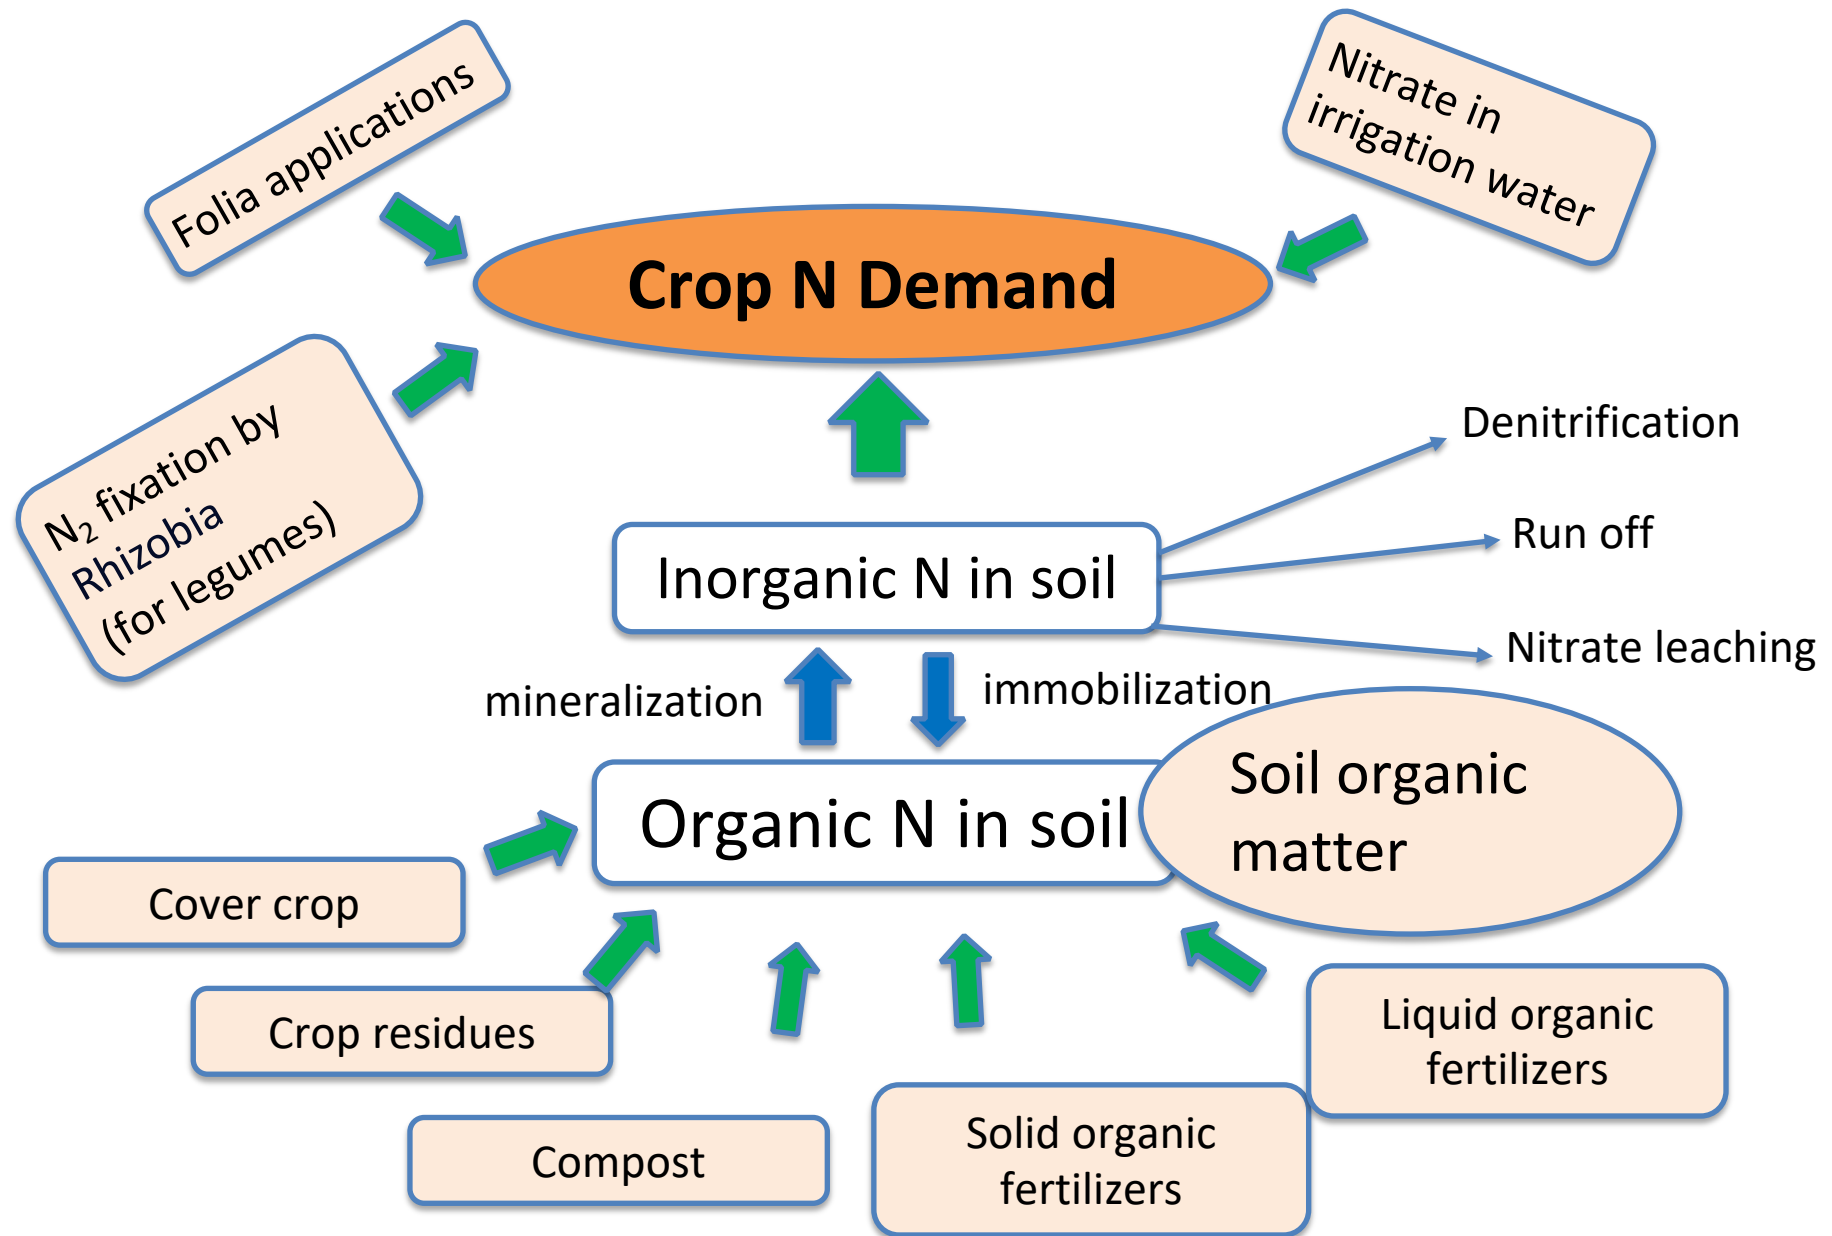 Folia applications
Nitrate in
irrigation water
Crop N Demand
N₂ fixation by
Rhizobia
(for legumes)
Denitrification
Run off
Inorganic N in soil
Nitrate leaching
mineralization
immobilization
Organic N in soil
Soil organic
matter
Cover crop
Crop residues
Liquid organic
fertilizers
Compost
Solid organic
fertilizers